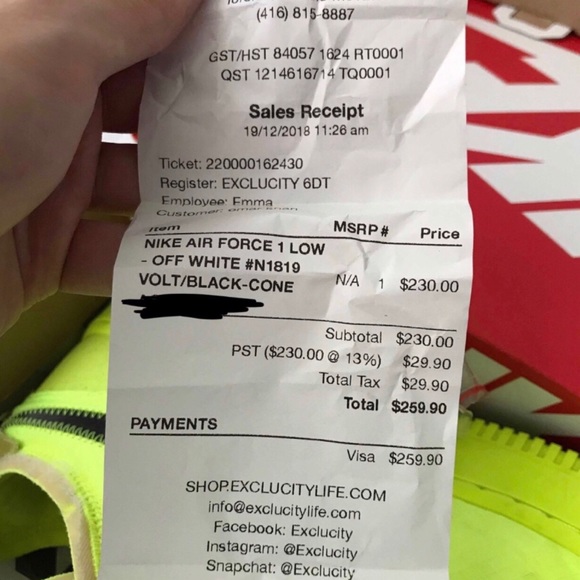 (416) 815-8887
GST/HST 84057 1624 RT0001
QST 1214616714 TQ0001
Sales Receipt
19/12/2018 11:26 am
Ticket: 220000162430
Register: EXCLUCITY 6DT
Employee: Emma
Customer:
Item MSRP # Price
NIKE AIR FORCE 1 LOW
- OFF WHITE #N1819
VOLT/BLACK-CONE N/A 1 $230.00
Subtotal $230.00
PST ($230.00 @ 13%) $29.90
Total Tax $29.90
Total $259.90
PAYMENTS
Visa $259.90
SHOP.EXCLUCITYLIFE.COM
info@exclucitylife.com
Facebook: Exclucity
Instagram: @Exclucity
Snapchat: @Exclucity